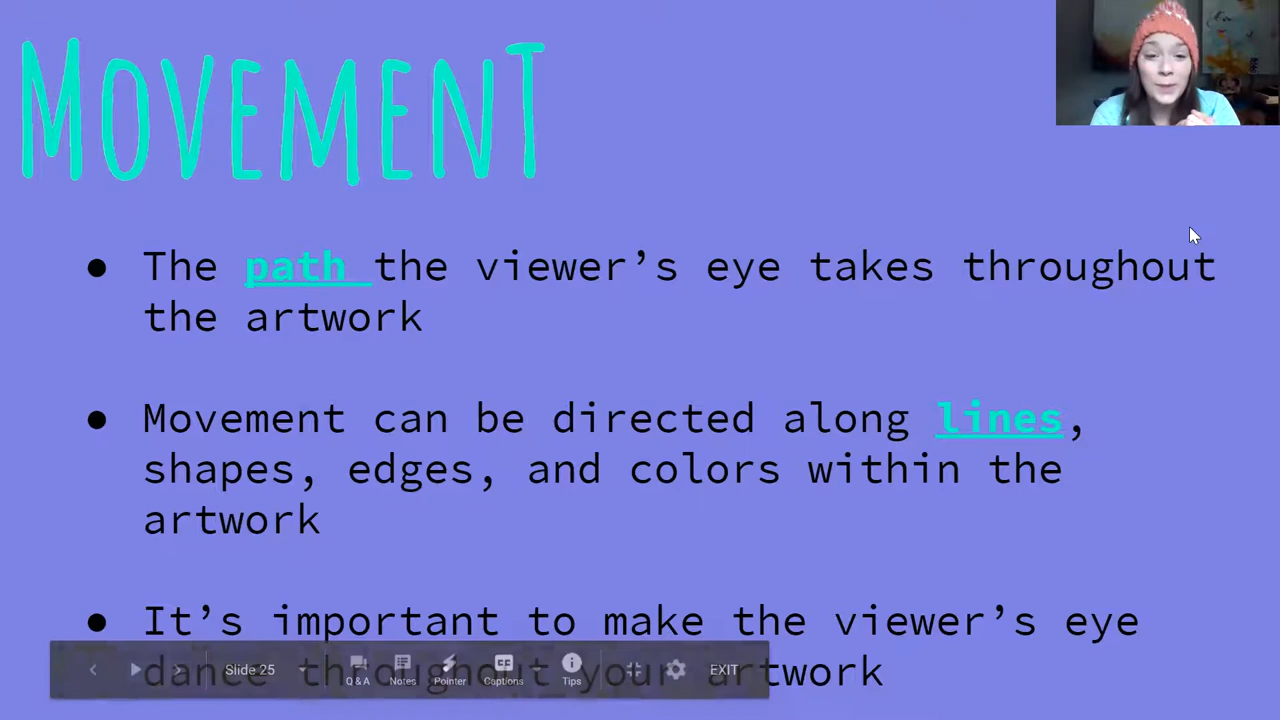 MOVEMENT
● The path the viewer’s eye takes throughout
the artwork
● Movement can be directed along lines,
shapes, edges, and colors within the
artwork
● It’s important to make the viewer’s eye
dance throughout your artwork
Slide 25
Q & A
Notes
Pointer
CC
Captions
Tips
EXIT